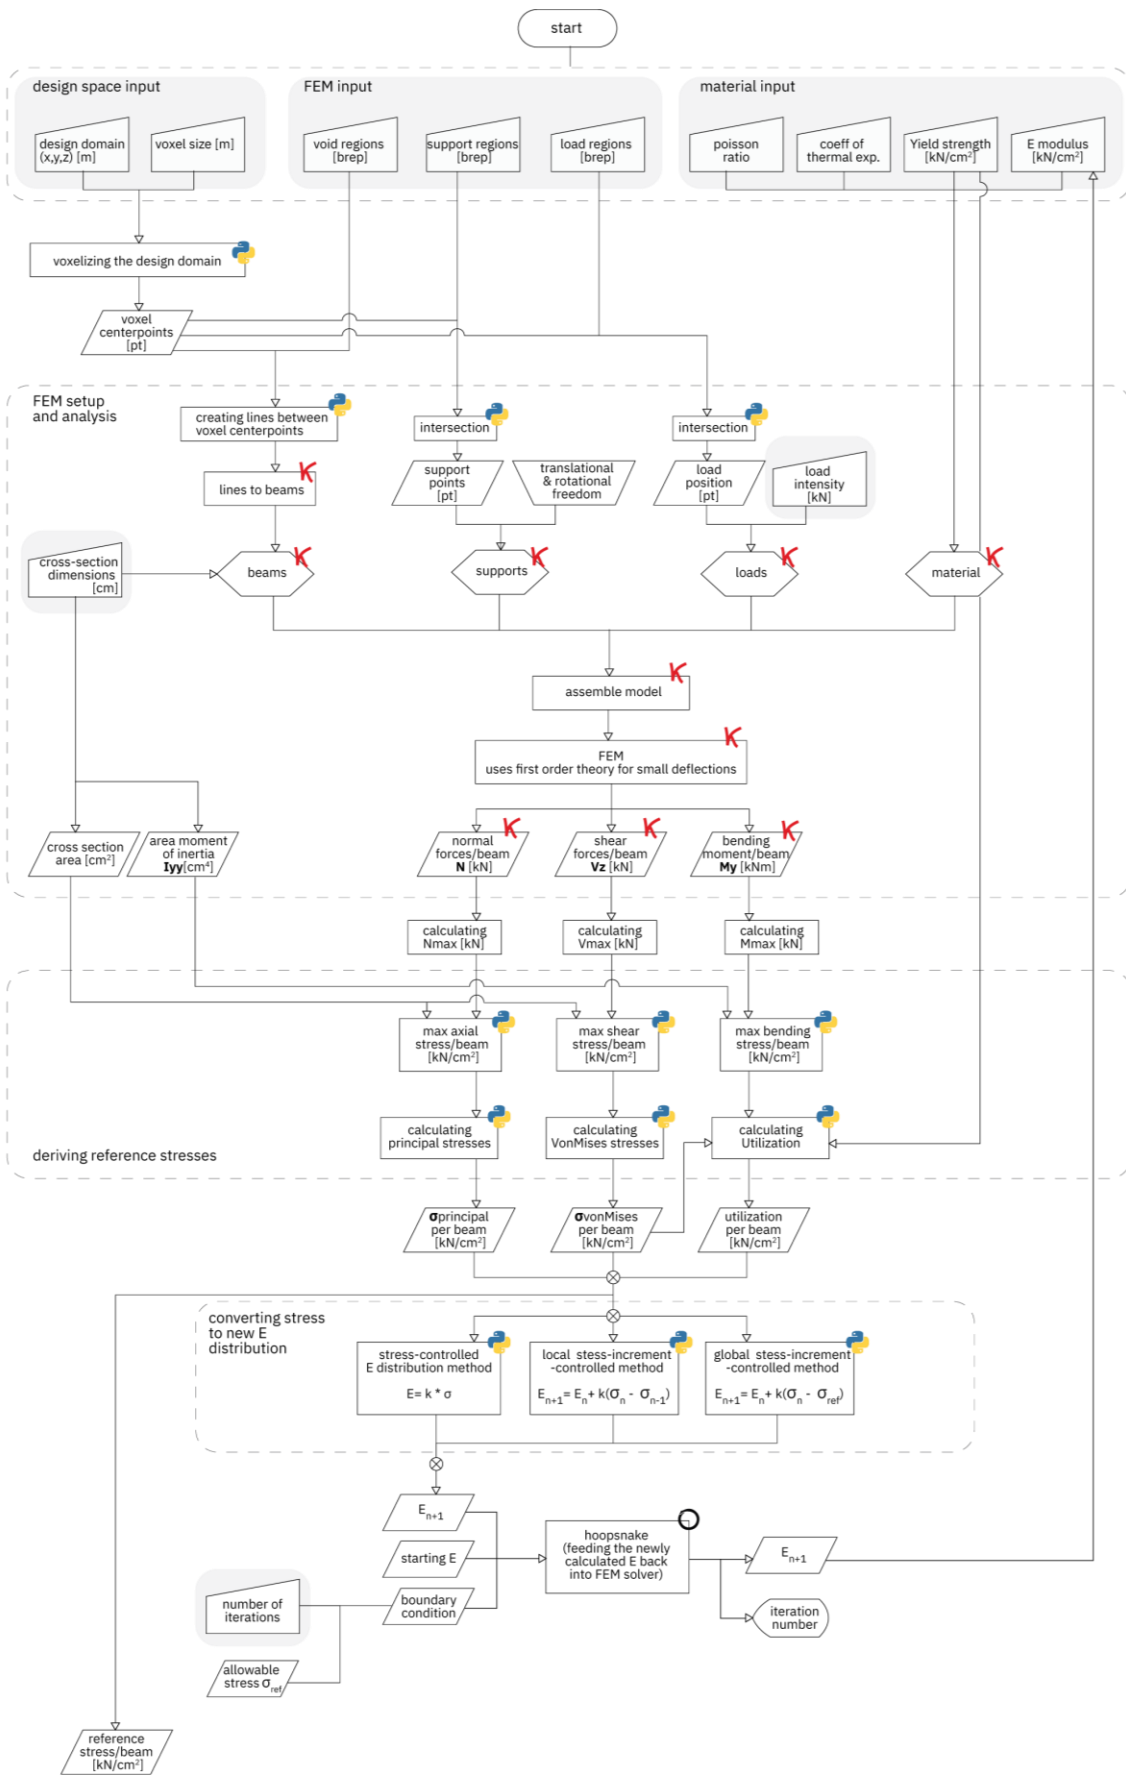 start
design space input
FEM input
material input
design domain
(x,y,z) [m]
voxel size [m]
void regions
[brep]
support regions
[brep]
load regions
[brep]
poisson
ratio
coeff of
thermal exp.
Yield strength
[kN/cm²]
E modulus
[kN/cm²]
voxelizing the design domain
voxel
centerpoints
[pt]
FEM setup
and analysis
creating lines between
voxel centerpoints
intersection
intersection
lines to beams
support
points
[pt]
translational
& rotational
freedom
load
position
[pt]
load
intensity
[kN]
cross-section
dimensions
[cm]
beams
supports
loads
material
assemble model
FEM
uses first order theory for small deflections
cross section
area [cm²]
area moment
of inertia
Iyy[cm⁴]
normal
forces/beam
N [kN]
shear
forces/beam
Vz [kN]
bending
moment/beam
My [kNm]
calculating
Nmax [kN]
calculating
Vmax [kN]
calculating
Mmax [kN]
max axial
stress/beam
[kN/cm²]
max shear
stress/beam
[kN/cm²]
max bending
stress/beam
[kN/cm²]
calculating
principal stresses
calculating
VonMises stresses
calculating
Utilization
deriving reference stresses
σprincipal
per beam
[kN/cm²]
σvonMises
per beam
[kN/cm²]
utilization
per beam
[kN/cm²]
converting stress
to new E
distribution
stress-controlled
E distribution method
E= k * σ
local stess-increment
-controlled method
Eₙ₊₁= Eₙ+ k(σₙ - σₙ₋₁)
global stess-increment
-controlled method
Eₙ₊₁= Eₙ+ k(σₙ - σ_ref)
Eₙ₊₁
starting E
boundary
condition
hoopsnake
(feeding the newly
calculated E back
into FEM solver)
Eₙ₊₁
iteration
number
number of
iterations
allowable
stress σ_ref
reference
stress/beam
[kN/cm²]